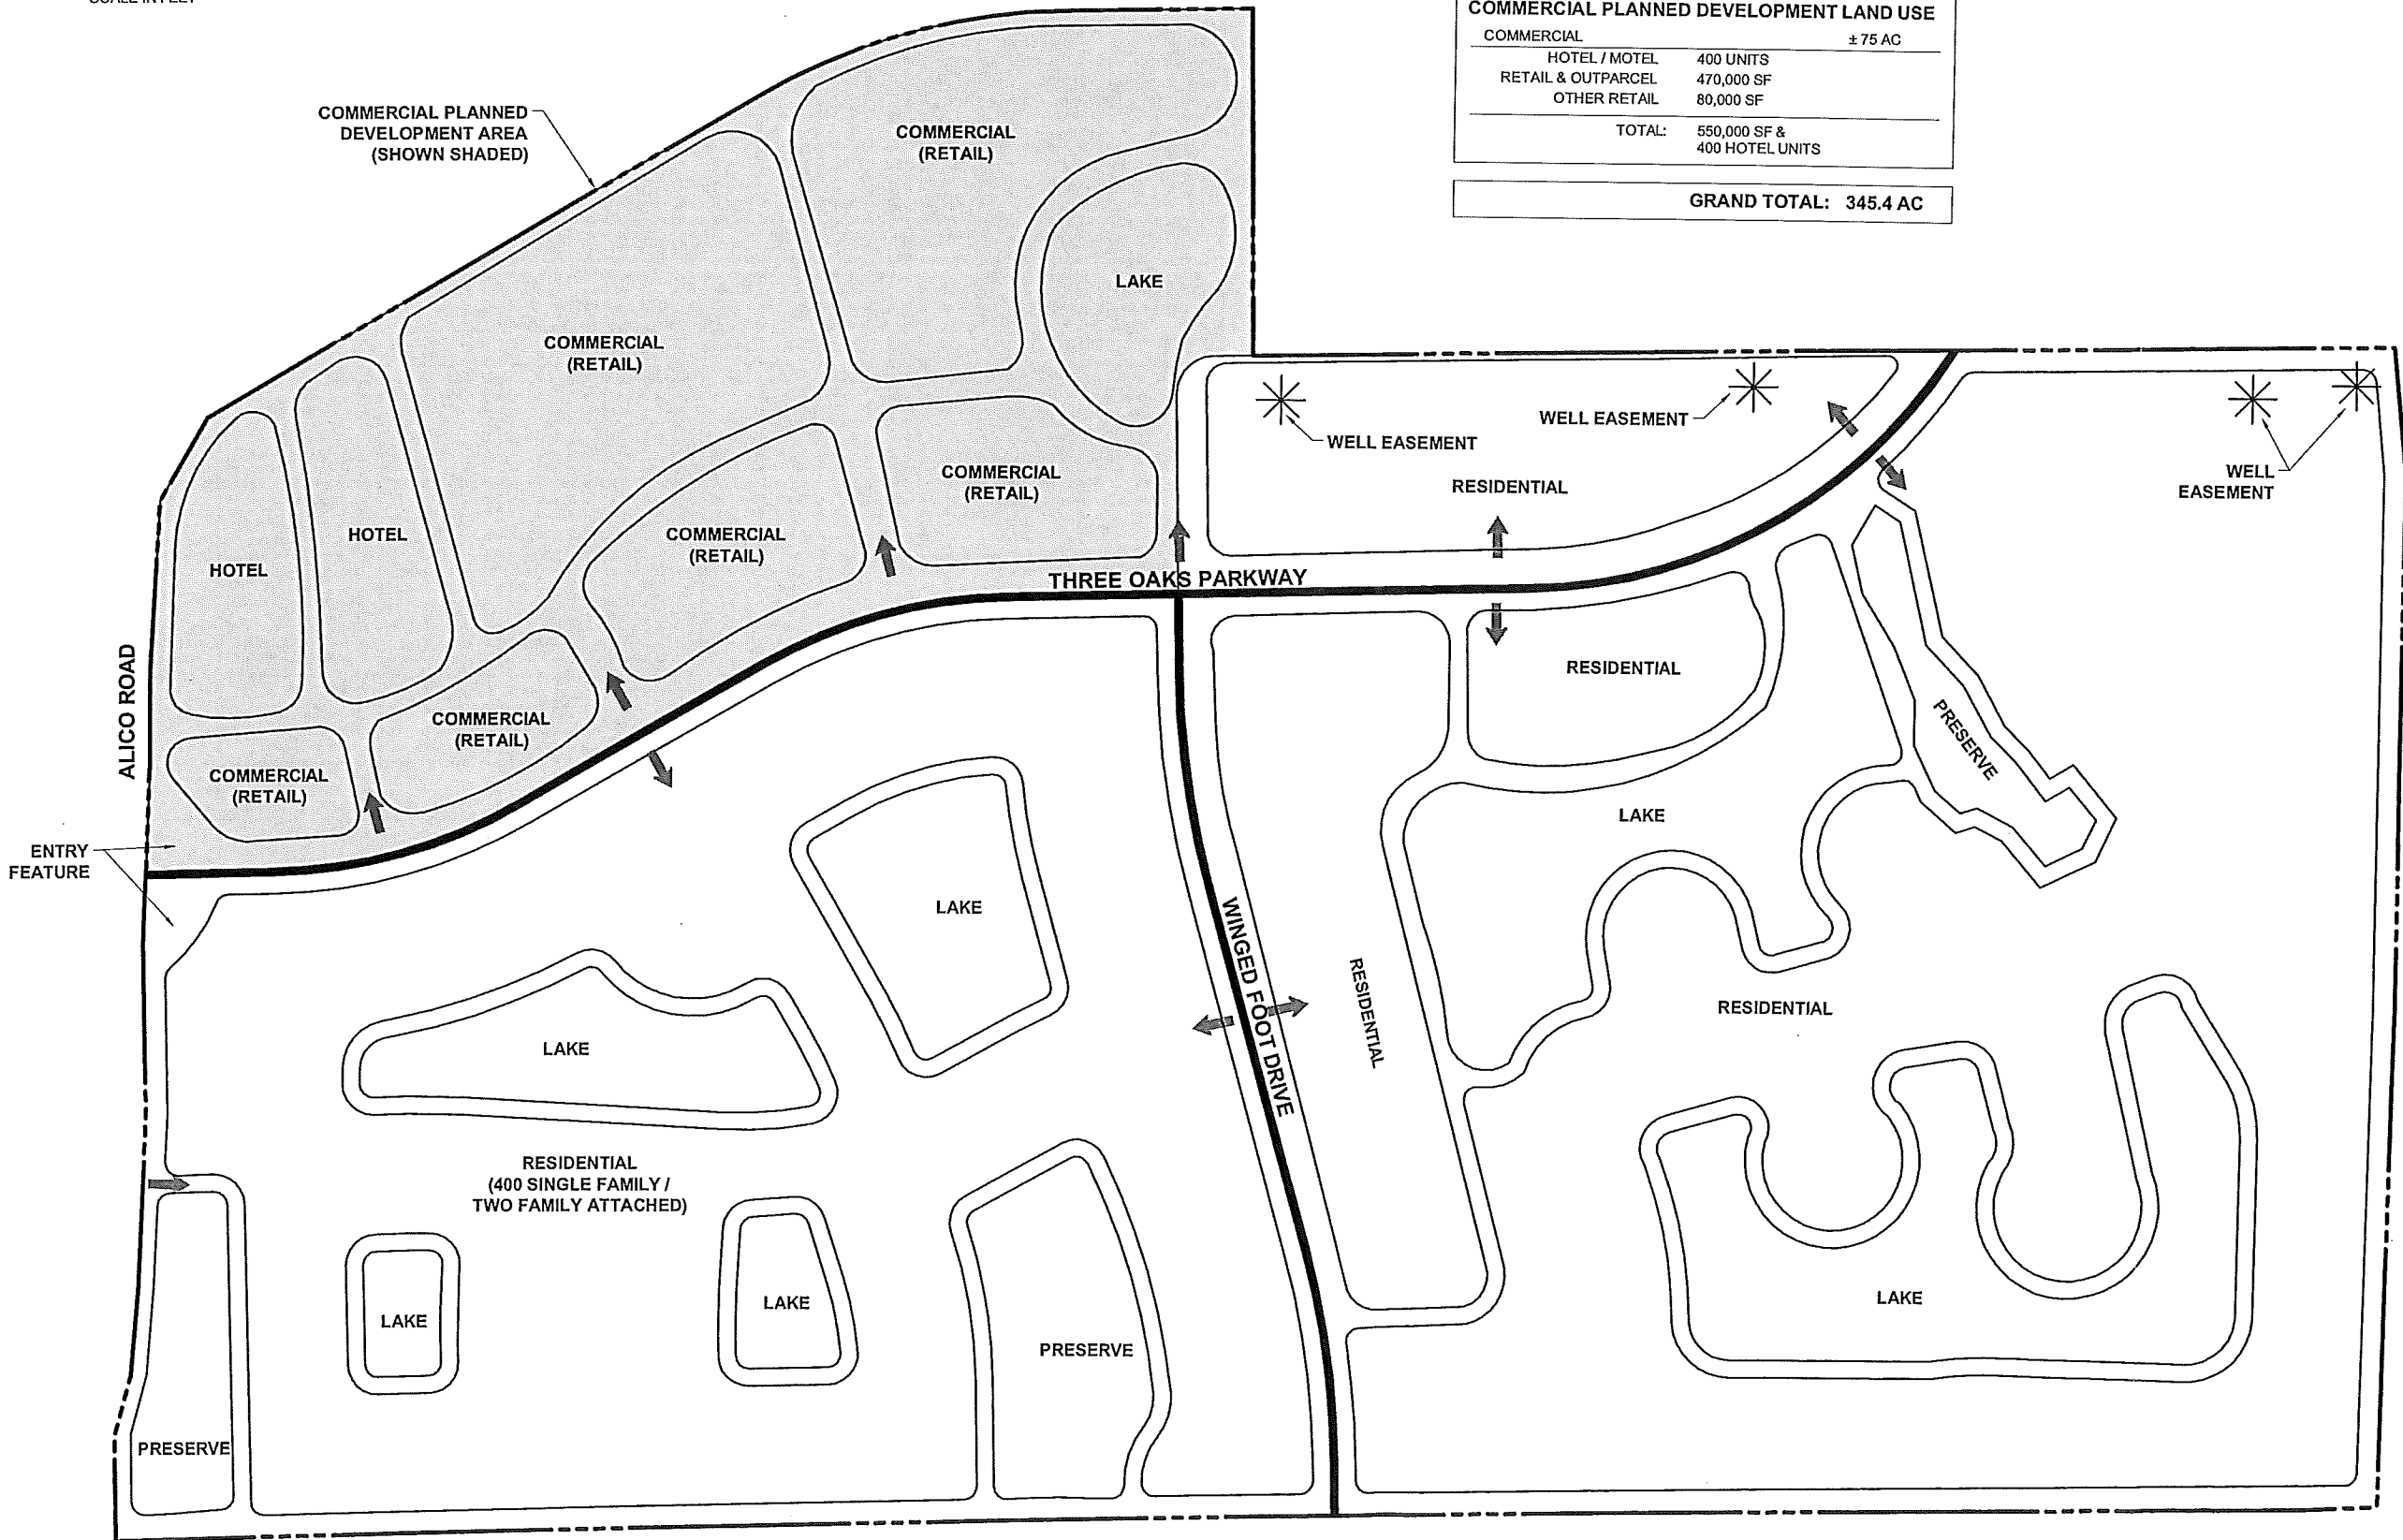 COMMERCIAL PLANNED DEVELOPMENT LAND USE
COMMERCIAL ± 75 AC
HOTEL / MOTEL 400 UNITS
RETAIL & OUTPARCEL 470,000 SF
OTHER RETAIL 80,000 SF
TOTAL: 550,000 SF &
400 HOTEL UNITS
GRAND TOTAL: 345.4 AC
COMMERCIAL PLANNED
DEVELOPMENT AREA
(SHOWN SHADED)
COMMERCIAL
(RETAIL)
LAKE
COMMERCIAL
(RETAIL)
HOTEL
HOTEL
COMMERCIAL
(RETAIL)
COMMERCIAL
(RETAIL)
COMMERCIAL
(RETAIL)
COMMERCIAL
(RETAIL)
ALICO ROAD
ENTRY
FEATURE
THREE OAKS PARKWAY
WELL EASEMENT
WELL EASEMENT
WELL
EASEMENT
RESIDENTIAL
RESIDENTIAL
PRESERVE
LAKE
LAKE
LAKE
WINGED FOOT DRIVE
RESIDENTIAL
RESIDENTIAL
RESIDENTIAL
(400 SINGLE FAMILY /
TWO FAMILY ATTACHED)
LAKE
LAKE
LAKE
PRESERVE
PRESERVE